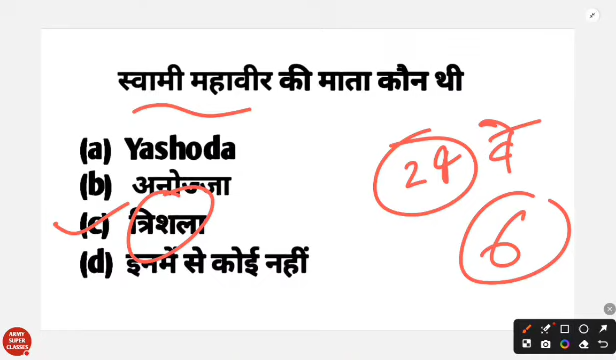 स्वामी महावीर की माता कौन थी
(a) Yashoda
(b) अनोज्जा
(c) त्रिशला
(d) इनमें से कोई नहीं
24 वें
6
ARMY
SUPER
CLASSES